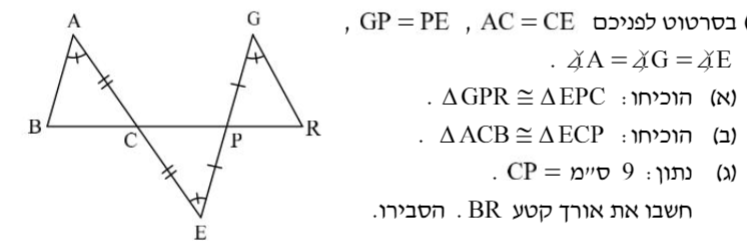 ) בסרטוט לפניכם AC = CE , GP = PE ,
∢A = ∢G = ∢E .
(א) הוכיחו: ΔGPR ≅ ΔEPC .
(ב) הוכיחו: ΔACB ≅ ΔECP .
(ג) נתון: 9 ס"מ = CP .
חשבו את אורך קטע BR . הסבירו.
A
G
B
C
P
R
E